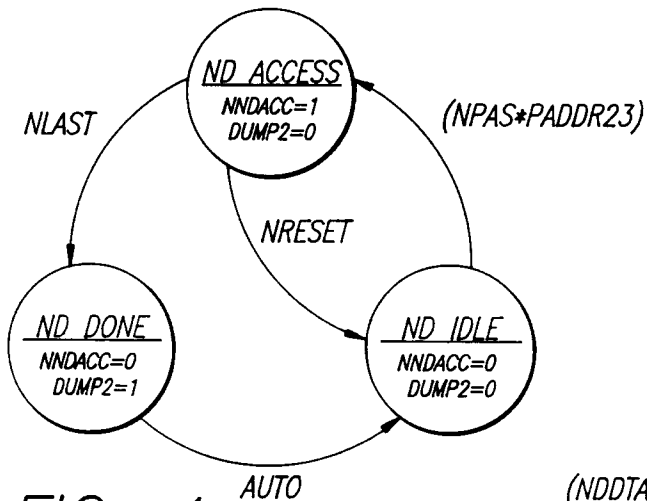 ND ACCESS
NNDACC=1
DUMP2=0
NLAST
(NPAS*PADDR23)
NRESET
ND DONE
NNDACC=0
DUMP2=1
ND IDLE
NNDACC=0
DUMP2=0
AUTO
(NDDTA